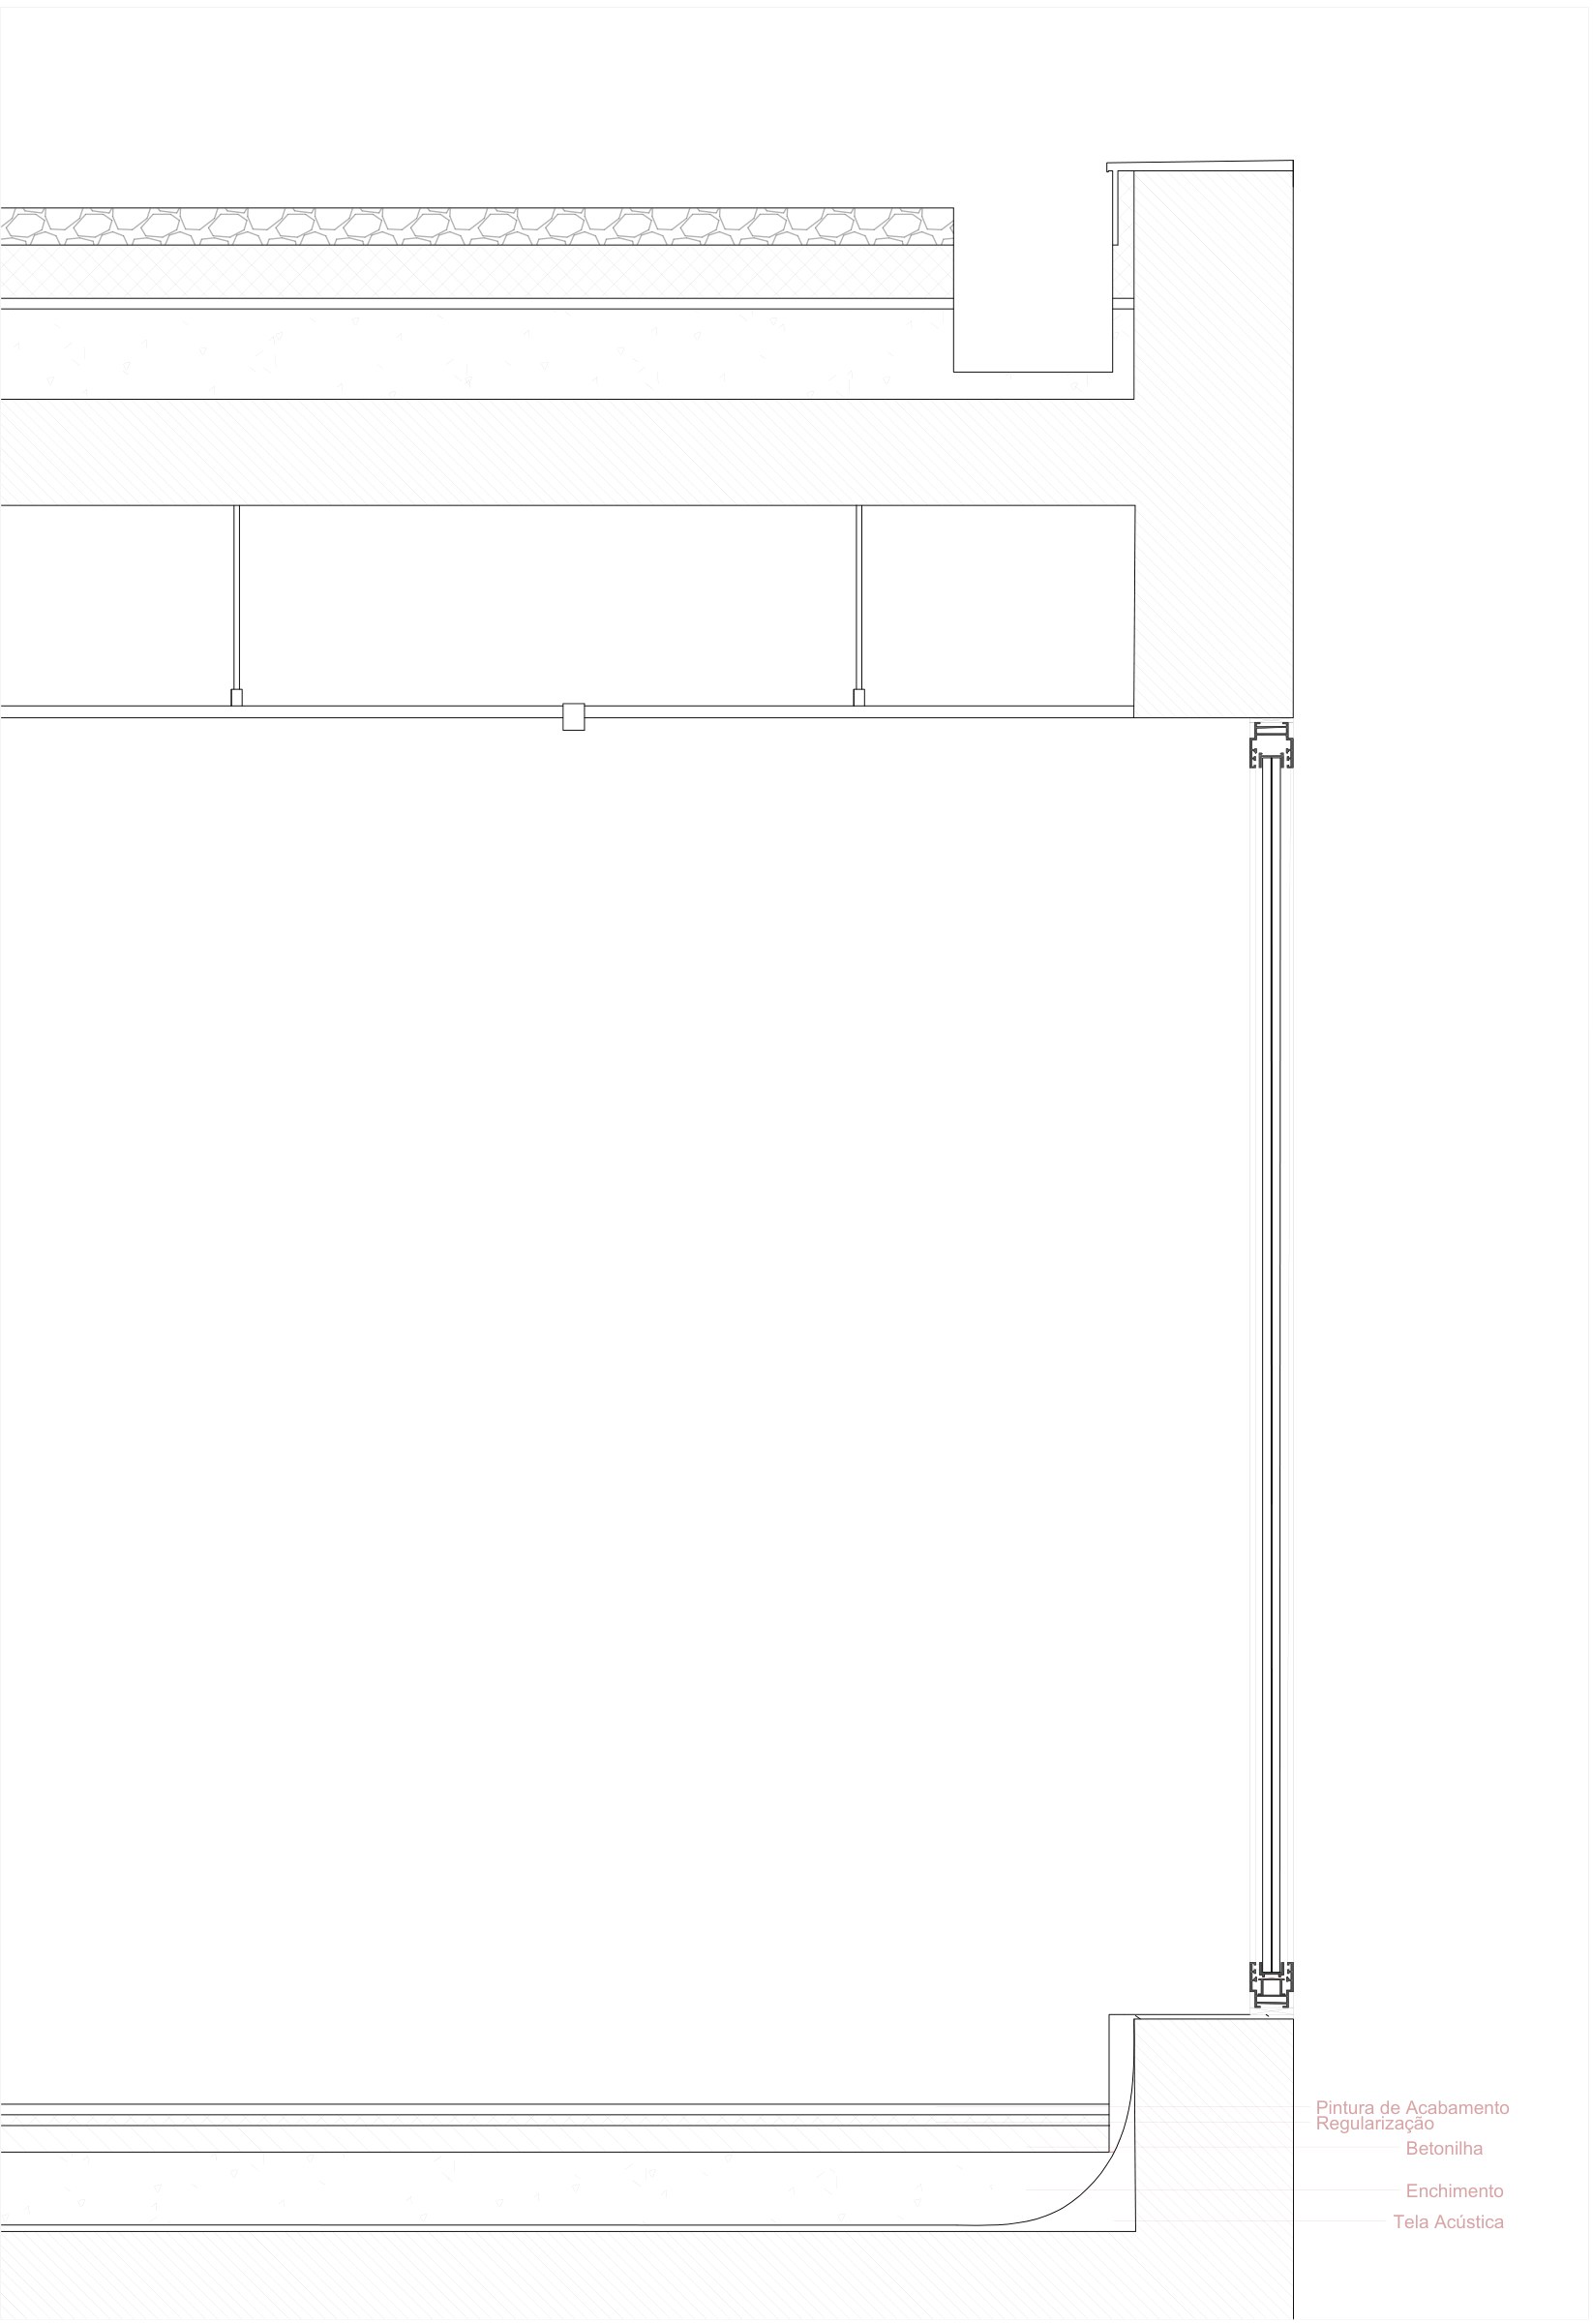 Pintura de Acabamento
Regularização
Betonilha
Enchimento
Tela Acústica